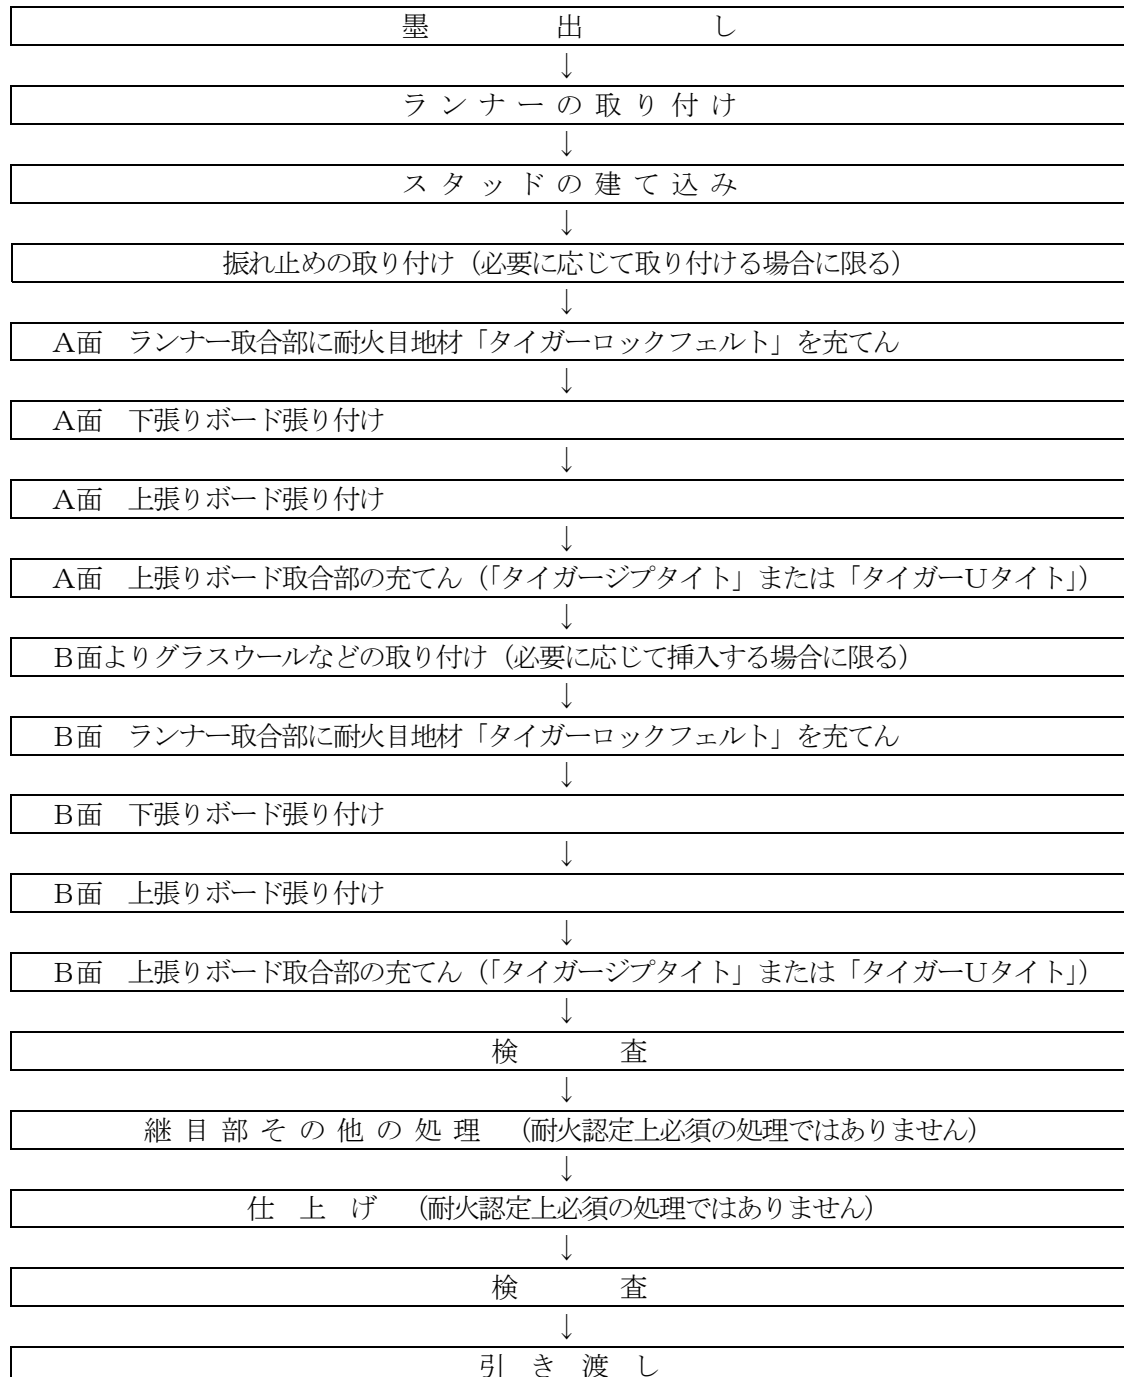 墨出し
↓
ランナーの取り付け
↓
スタッドの建て込み
↓
振れ止めの取り付け（必要に応じて取り付ける場合に限る）
↓
Ａ面　ランナー取合部に耐火目地材「タイガーロックフェルト」を充てん
↓
Ａ面　下張りボード張り付け
↓
Ａ面　上張りボード張り付け
↓
Ａ面　上張りボード取合部の充てん（「タイガージプタイト」または「タイガーＵタイト」）
↓
Ｂ面よりグラスウールなどの取り付け（必要に応じて挿入する場合に限る）
↓
Ｂ面　ランナー取合部に耐火目地材「タイガーロックフェルト」を充てん
↓
Ｂ面　下張りボード張り付け
↓
Ｂ面　上張りボード張り付け
↓
Ｂ面　上張りボード取合部の充てん（「タイガージプタイト」または「タイガーＵタイト」）
↓
検査
↓
継目部その他の処理　（耐火認定上必須の処理ではありません）
↓
仕上げ　（耐火認定上必須の処理ではありません）
↓
検査
↓
引き渡し